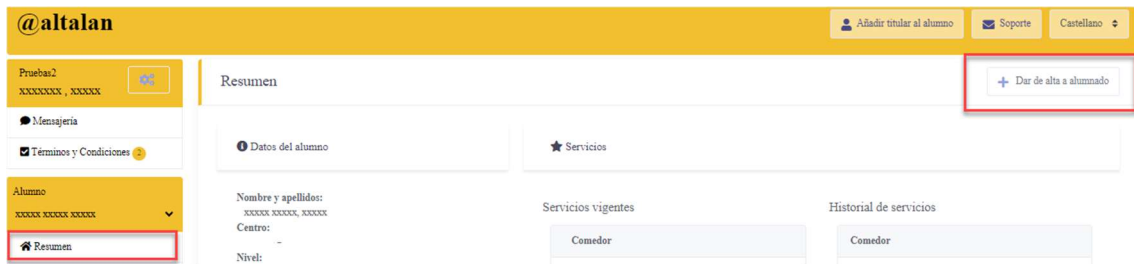 @altalan
Añadir titular al alumno
Soporte
Castellano
Pruebas2
xxxxxxx , xxxxx
Mensajería
Términos y Condiciones 2
Alumno
xxxxx xxxxx xxxxx
Resumen
Resumen
Dar de alta a alumnado
Datos del alumno
Servicios
Nombre y apellidos:
xxxxx xxxxx, xxxxx
Centro:
-
Nivel:
Servicios vigentes
Comedor
Historial de servicios
Comedor